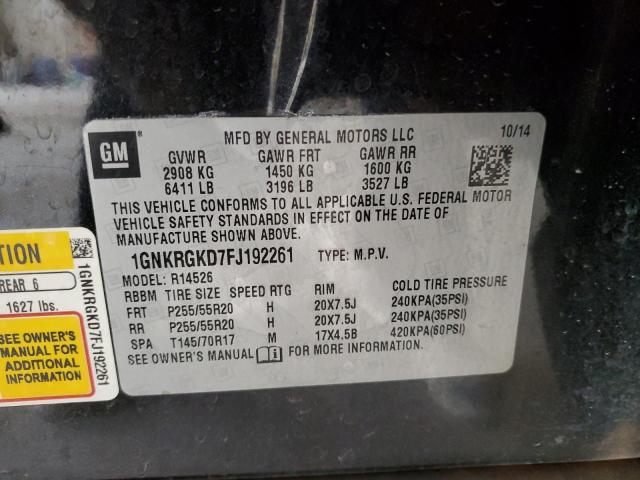 GM
MFD BY GENERAL MOTORS LLC
10/14
GVWR GAWR FRT GAWR RR
2908 KG 1450 KG 1600 KG
6411 LB 3196 LB 3527 LB
THIS VEHICLE CONFORMS TO ALL APPLICABLE U.S. FEDERAL MOTOR
VEHICLE SAFETY STANDARDS IN EFFECT ON THE DATE OF
MANUFACTURE SHOWN ABOVE.
1GNKRGKD7FJ192261 TYPE: M.P.V.
MODEL: R14526
RBBM TIRE SIZE SPEED RTG RIM COLD TIRE PRESSURE
FRT P255/55R20 H 20X7.5J 240KPA(35PSI)
RR P255/55R20 H 20X7.5J 240KPA(35PSI)
SPA T145/70R17 M 17X4.5B 420KPA(60PSI)
SEE OWNER'S MANUAL i FOR MORE INFORMATION.
TION
REAR 6
1627 lbs.
SEE OWNER'S
MANUAL FOR
ADDITIONAL
INFORMATION
1GNKRGKD7FJ192261